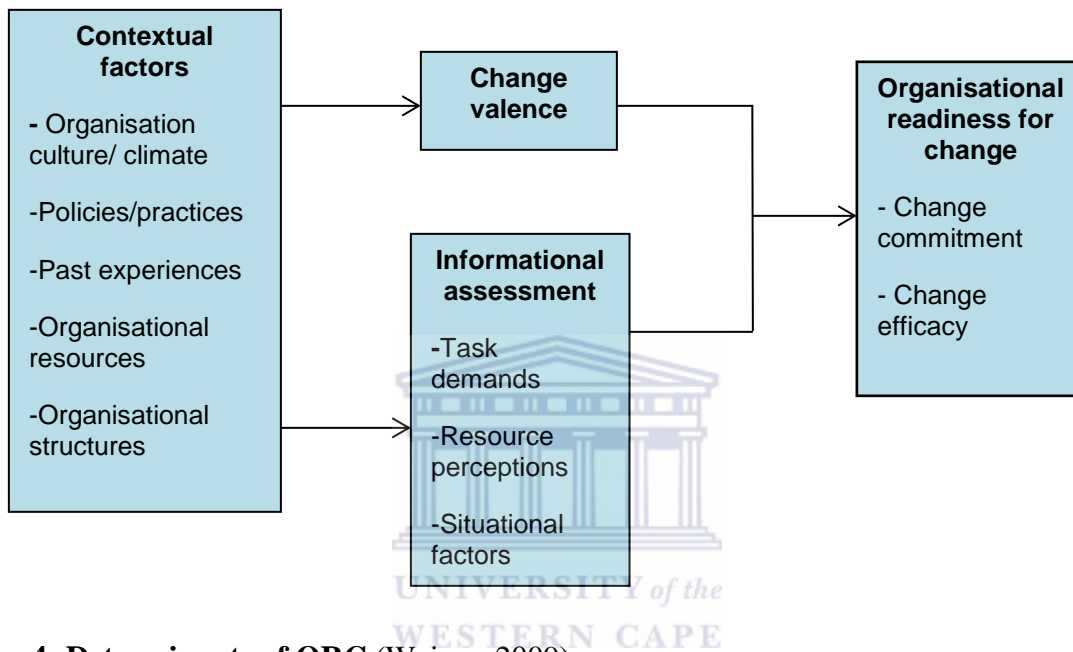 Contextual
factors
- Organisation
culture/ climate
-Policies/practices
-Past experiences
-Organisational
resources
-Organisational
structures
Change
valence
Informational
assessment
-Task
demands
-Resource
perceptions
-Situational
factors
Organisational
readiness for
change
- Change
commitment
- Change
efficacy
UNIVERSITY of the
WESTERN CAPE